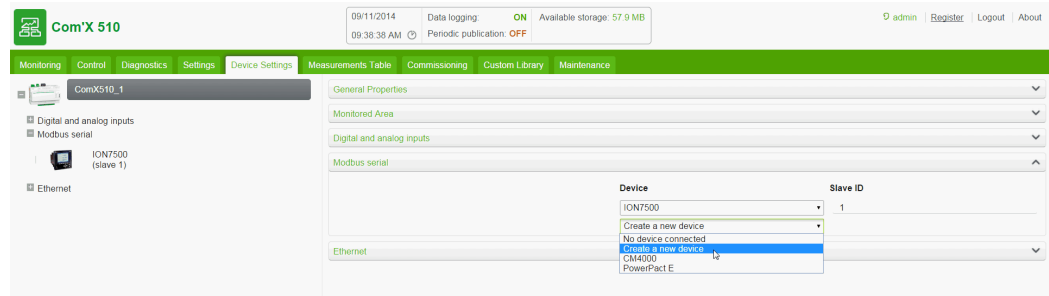 Com'X 510
09/11/2014
09:38:38 AM
Data logging: ON
Periodic publication: OFF
Available storage: 57.9 MB
admin Register Logout About
Monitoring Control Diagnostics Settings Device Settings Measurements Table Commissioning Custom Library Maintenance
ComX510_1
Digital and analog inputs
Modbus serial
ION7500
(slave 1)
Ethernet
General Properties
Monitored Area
Digital and analog inputs
Modbus serial
Device Slave ID
ION7500 1
Create a new device
No device connected
Create a new device
CM4000
PowerPact E
Ethernet